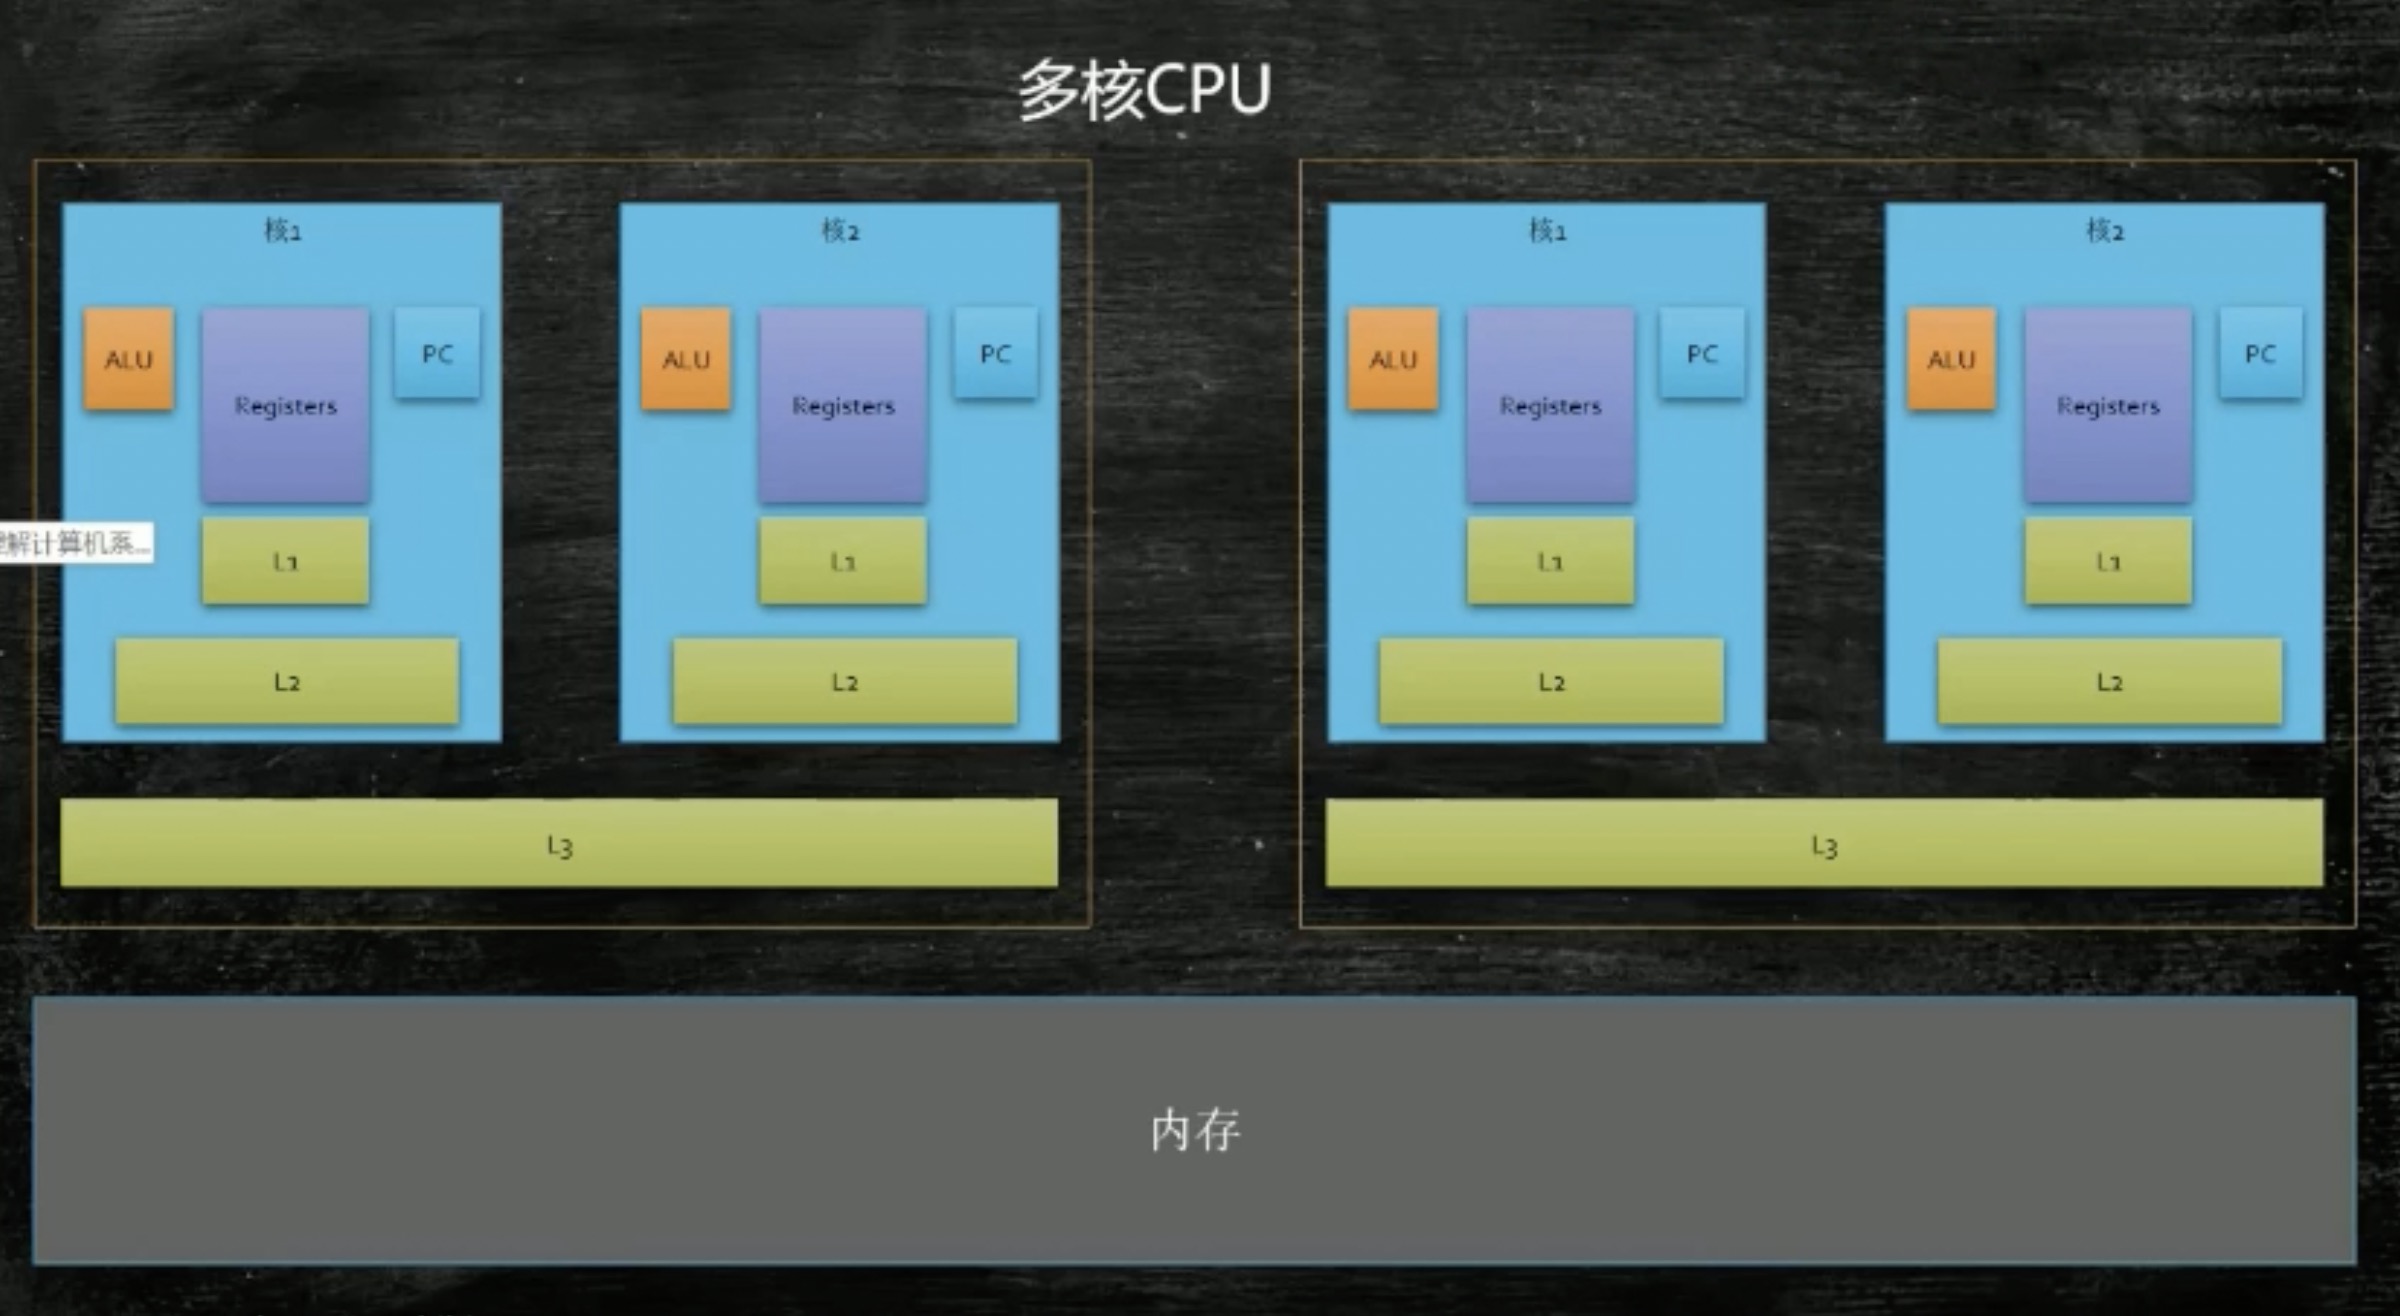 多核CPU
核1
ALU
Registers
PC
L1
L2
核2
ALU
Registers
PC
L1
L2
L3
核1
ALU
Registers
PC
L1
L2
核2
ALU
Registers
PC
L1
L2
L3
解计算机系...
内存